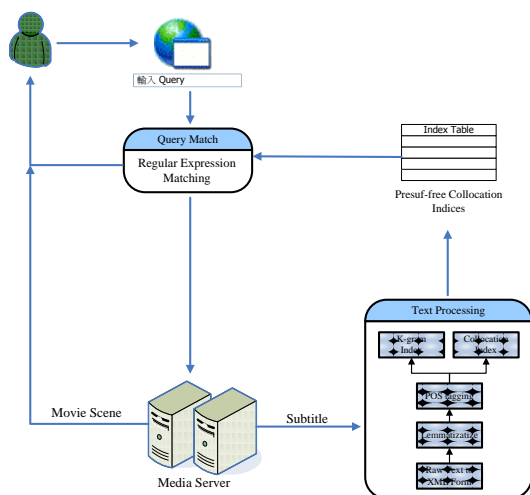 輸入 Query
Query Match
Regular Expression
Matching
Index Table
Presuf-free Collocation
Indices
Text Processing
K-gram
Index
Collocation
Index
POS tagging
Lemmutizatize
Raw Text to
XML Form
Movie Scene
Subtitle
Media Server